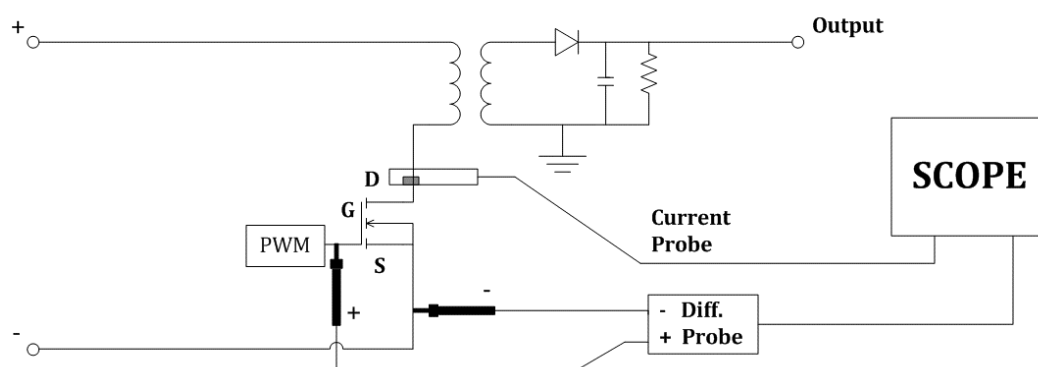 +
Output
D
SCOPE
G
Current
Probe
PWM
S
-
+
- Diff.
+ Probe
-